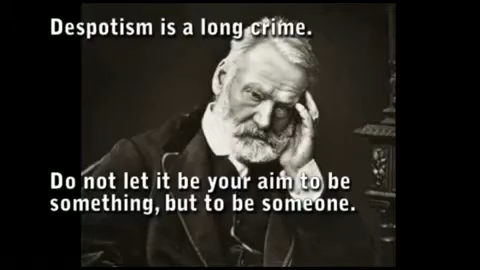 Despotism is a long crime.
Do not let it be your aim to be
something, but to be someone.